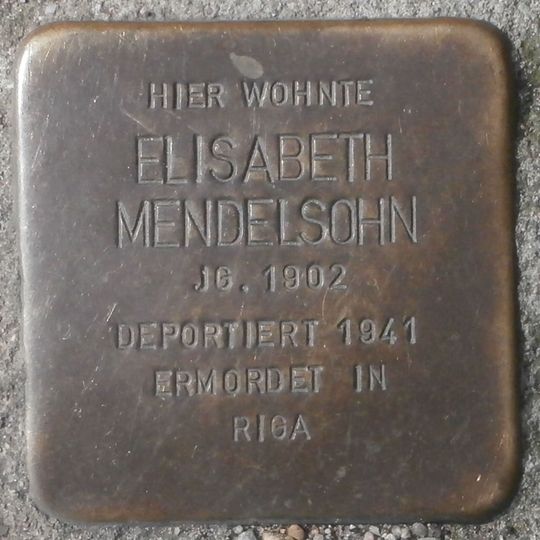 HIER WOHNTE
ELISABETH
MENDELSOHN
JG. 1902
DEPORTIERT 1941
ERMORDET IN
RIGA